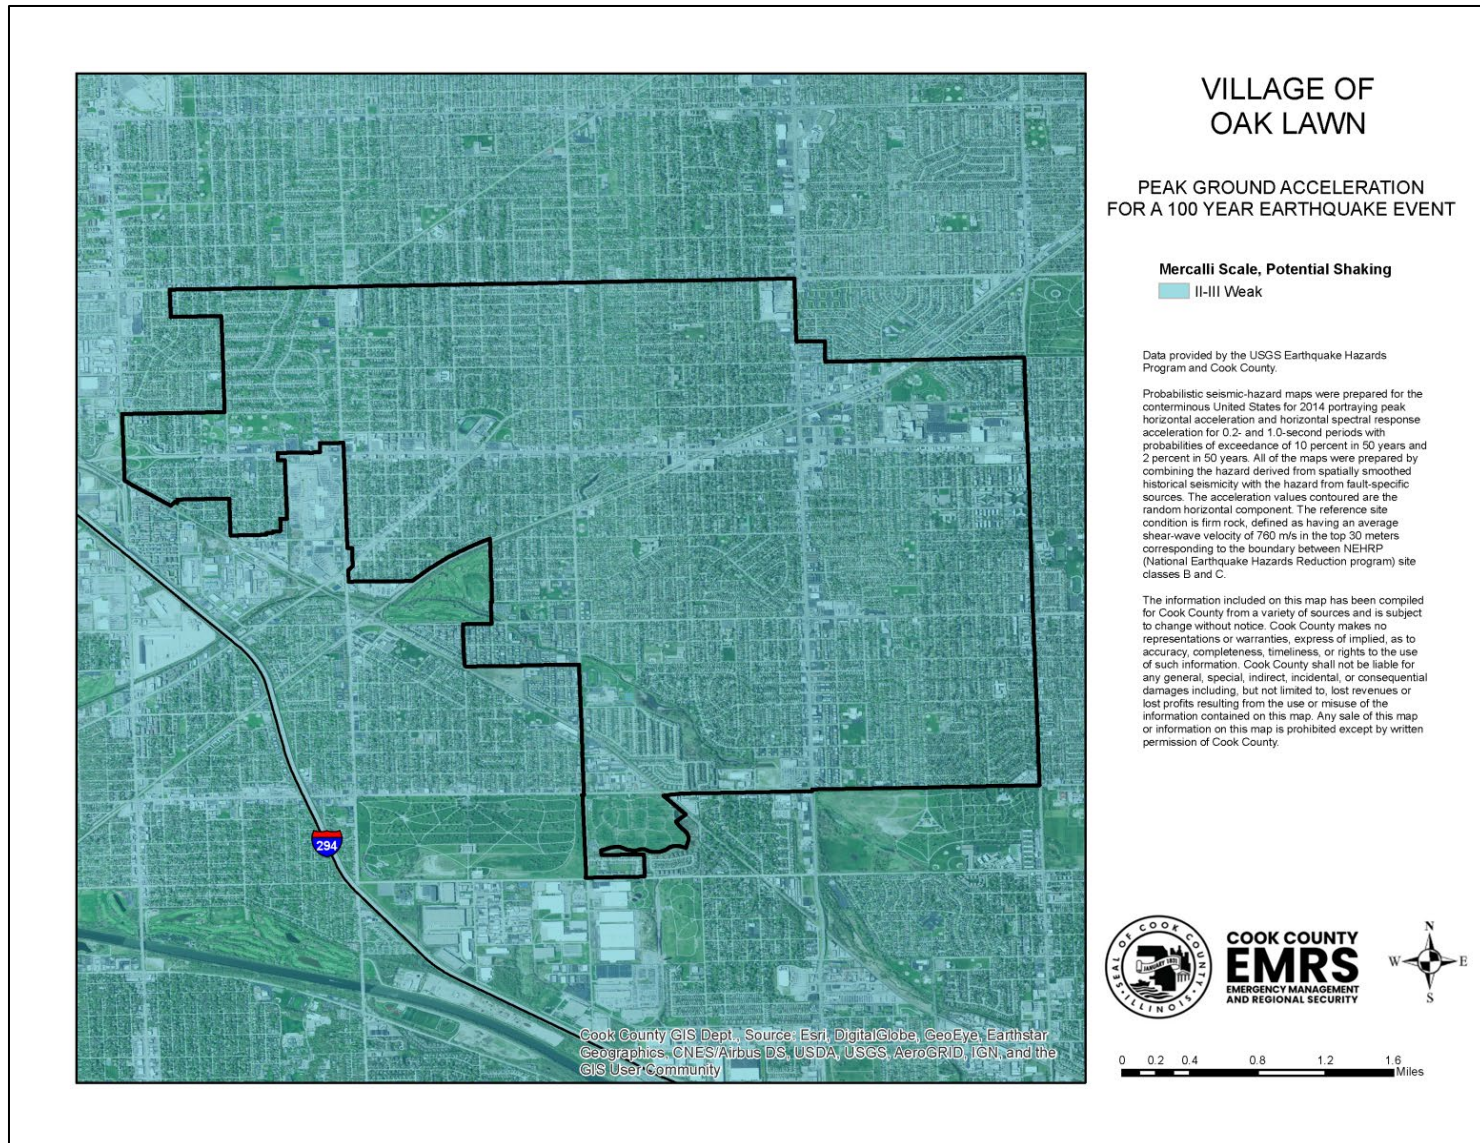 VILLAGE OF
OAK LAWN
PEAK GROUND ACCELERATION
FOR A 100 YEAR EARTHQUAKE EVENT
Mercalli Scale, Potential Shaking
II-III Weak
Data provided by the USGS Earthquake Hazards
Program and Cook County.
Probabilistic seismic-hazard maps were prepared for the
conterminous United States for 2014 portraying peak
horizontal acceleration and horizontal spectral response
acceleration for 0.2- and 1.0-second periods with
probabilities of exceedance of 10 percent in 50 years and
2 percent in 50 years. All of the maps were prepared by
combining the hazard derived from spatially smoothed
historical seismicity with the hazard from fault-specific
sources. The acceleration values contoured are the
random horizontal component. The reference site
condition is firm rock, defined as having an average
shear-wave velocity of 760 m/s in the top 30 meters
corresponding to the boundary between NEHRP
(National Earthquake Hazards Reduction program) site
classes B and C.
The information included on this map has been compiled
for Cook County from a variety of sources and is subject
to change without notice. Cook County makes no
representations or warranties, express of implied, as to
accuracy, completeness, timeliness, or rights to the use
of such information. Cook County shall not be liable for
any general, special, indirect, incidental, or consequential
damages including, but not limited to, lost revenues or
lost profits resulting from the use or misuse of the
information contained on this map. Any sale of this map
or information on this map is prohibited except by written
permission of Cook County.
294
SEAL OF COOK COUNTY
JANUARY 1831
ILLINOIS
COOK COUNTY
EMRS
EMERGENCY MANAGEMENT
AND REGIONAL SECURITY
N
W E
S
Cook County GIS Dept., Source: Esri, DigitalGlobe, GeoEye, Earthstar
Geographics, CNES/Airbus DS, USDA, USGS, AeroGRID, IGN, and the
GIS User Community
0 0.2 0.4 0.8 1.2 1.6
Miles